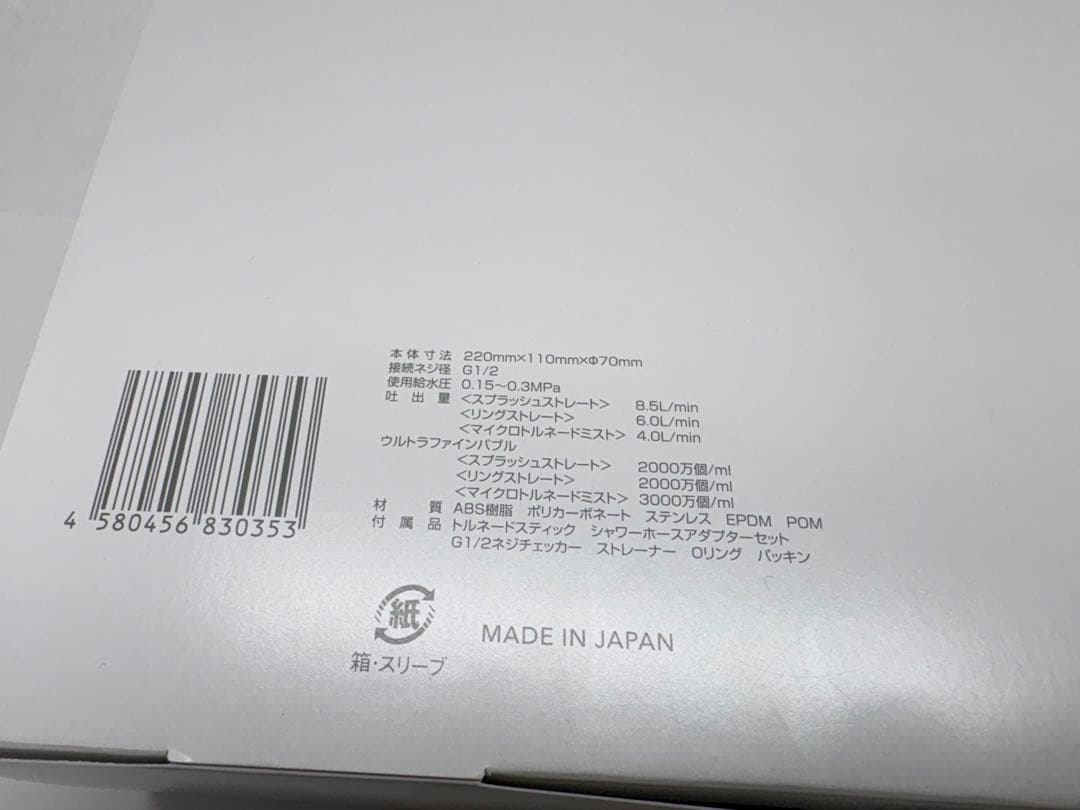 本体寸法 220mm×110mm×Φ70mm
接続ネジ径 G1/2
使用給水圧 0.15～0.3MPa
吐出量 <スプラッシュストレート> 8.5L/min
<リングストレート> 6.0L/min
<マイクロトルネードミスト> 4.0L/min
ウルトラファインバブル
<スプラッシュストレート> 2000万個/ml
<リングストレート> 2000万個/ml
<マイクロトルネードミスト> 3000万個/ml
材質 ABS樹脂 ポリカーボネート ステンレス EPDM POM
付属品 トルネードスティック シャワーホースアダプターセット
G1/2ネジチェッカー ストレーナー Oリング パッキン
4 580456 830353
紙
箱・スリーブ
MADE IN JAPAN